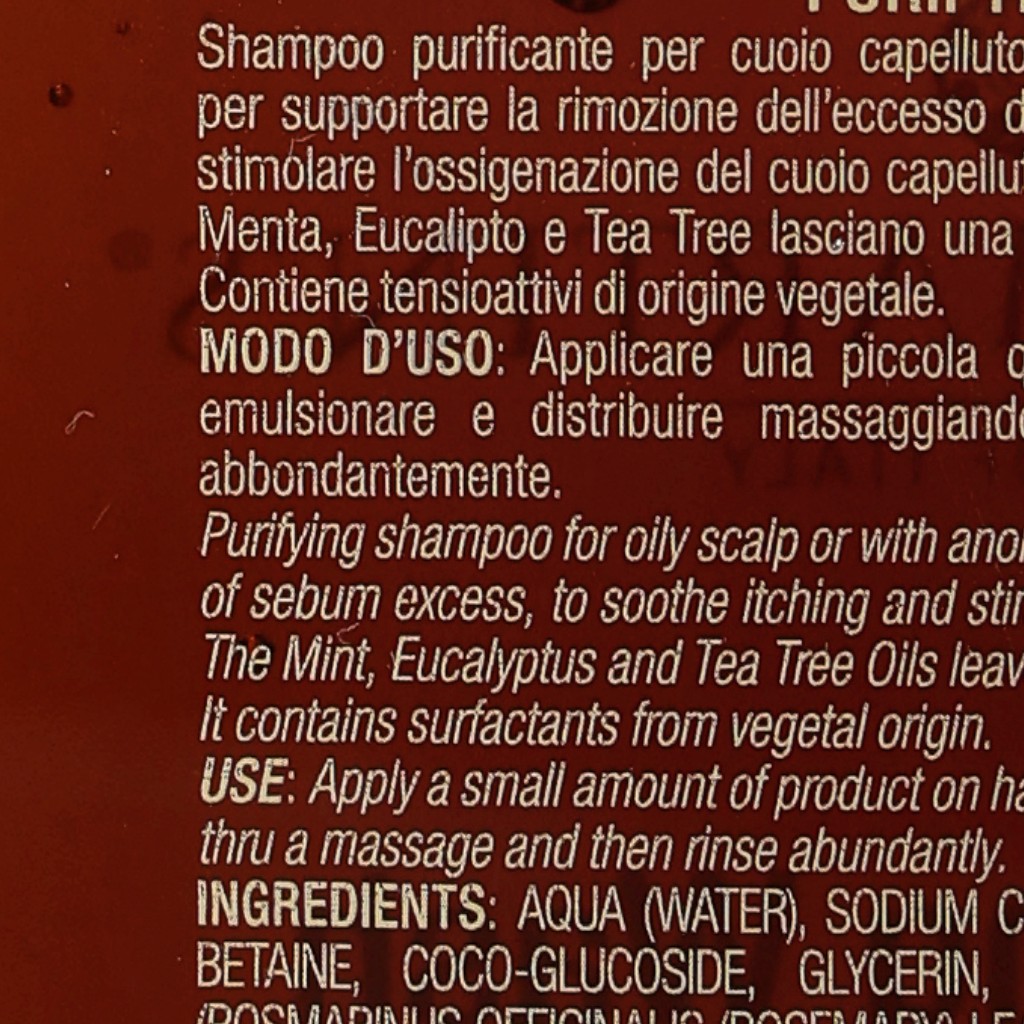 Shampoo purificante per cuoio capelluto
per supportare la rimozione dell'eccesso
stimolare l'ossigenazione del cuoio
Menta, Eucalipto e Tea Tree lasciano una
Contiene tensioattivi di origine vegetale.
MODO D'USO: Applicare una piccola
emulsionare e distribuire
abbondantemente.
Purifying shampoo for oily scalp or with
of sebum excess, to soothe itching and
The Mint, Eucalyptus and Tea Tree Oils
It contains surfactants from vegetal origin.
USE: Apply a small amount of product on
thru a massage and then rinse abundantly.
INGREDIENTS: AQUA (WATER), SODIUM
BETAINE, COCO-GLUCOSIDE, GLYCERIN,
(ROSMARINUS OFFICINALIS (ROSEMARY)